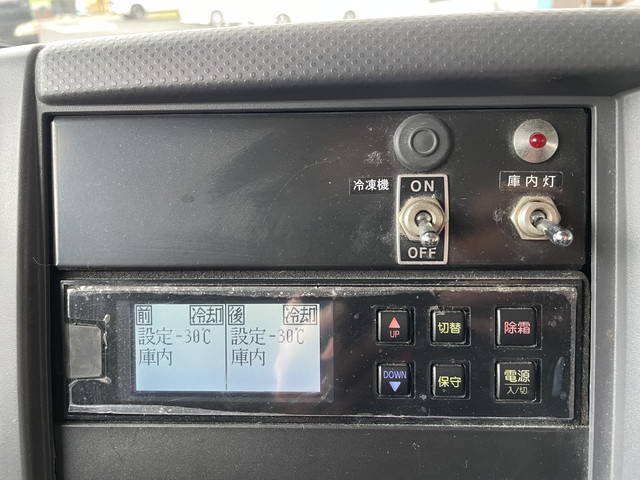 冷凍機
ON
OFF
庫内灯
前 冷却 後 冷却
設定-30℃ 設定-30℃
庫内 庫内
UP
切替
除霜
DOWN
保守
電源
入/切